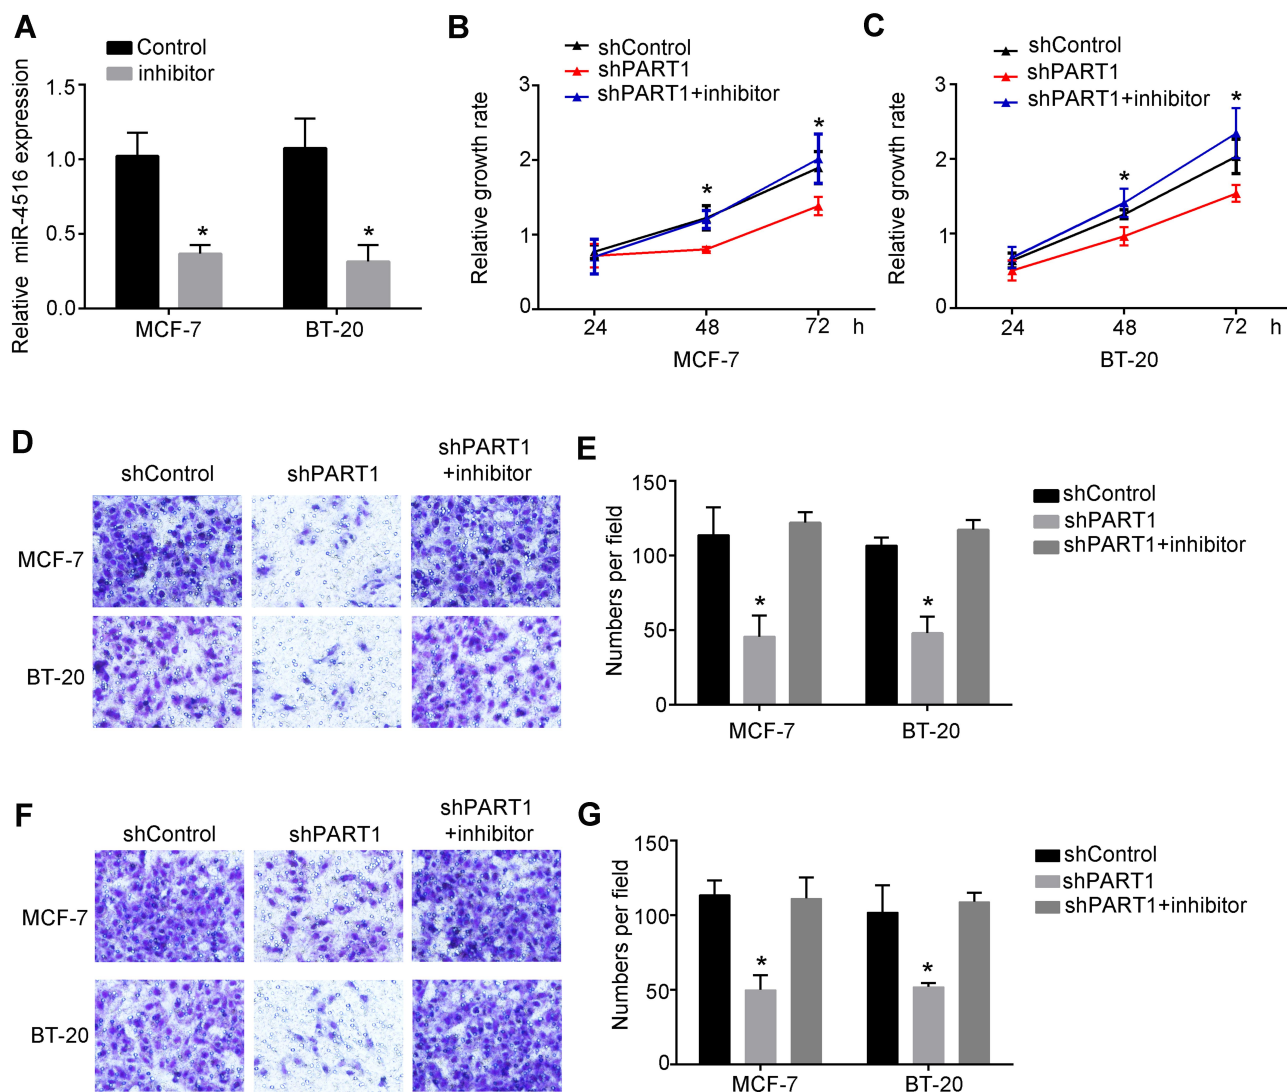 A
Control
inhibitor
Relative miR-4516 expression
1.5
1.0
0.5
0.0
*
*
MCF-7
BT-20
B
shControl
shPART1
shPART1+inhibitor
Relative growth rate
3
2
1
0
*
*
24
48
72
h
MCF-7
C
shControl
shPART1
shPART1+inhibitor
Relative growth rate
3
2
1
0
*
*
24
48
72
h
BT-20
D
shControl
shPART1
shPART1
+inhibitor
MCF-7
BT-20
E
Numbers per field
150
100
50
0
*
*
MCF-7
BT-20
shControl
shPART1
shPART1+inhibitor
F
shControl
shPART1
shPART1
+inhibitor
MCF-7
BT-20
G
Numbers per field
150
100
50
0
*
*
MCF-7
BT-20
shControl
shPART1
shPART1+inhibitor